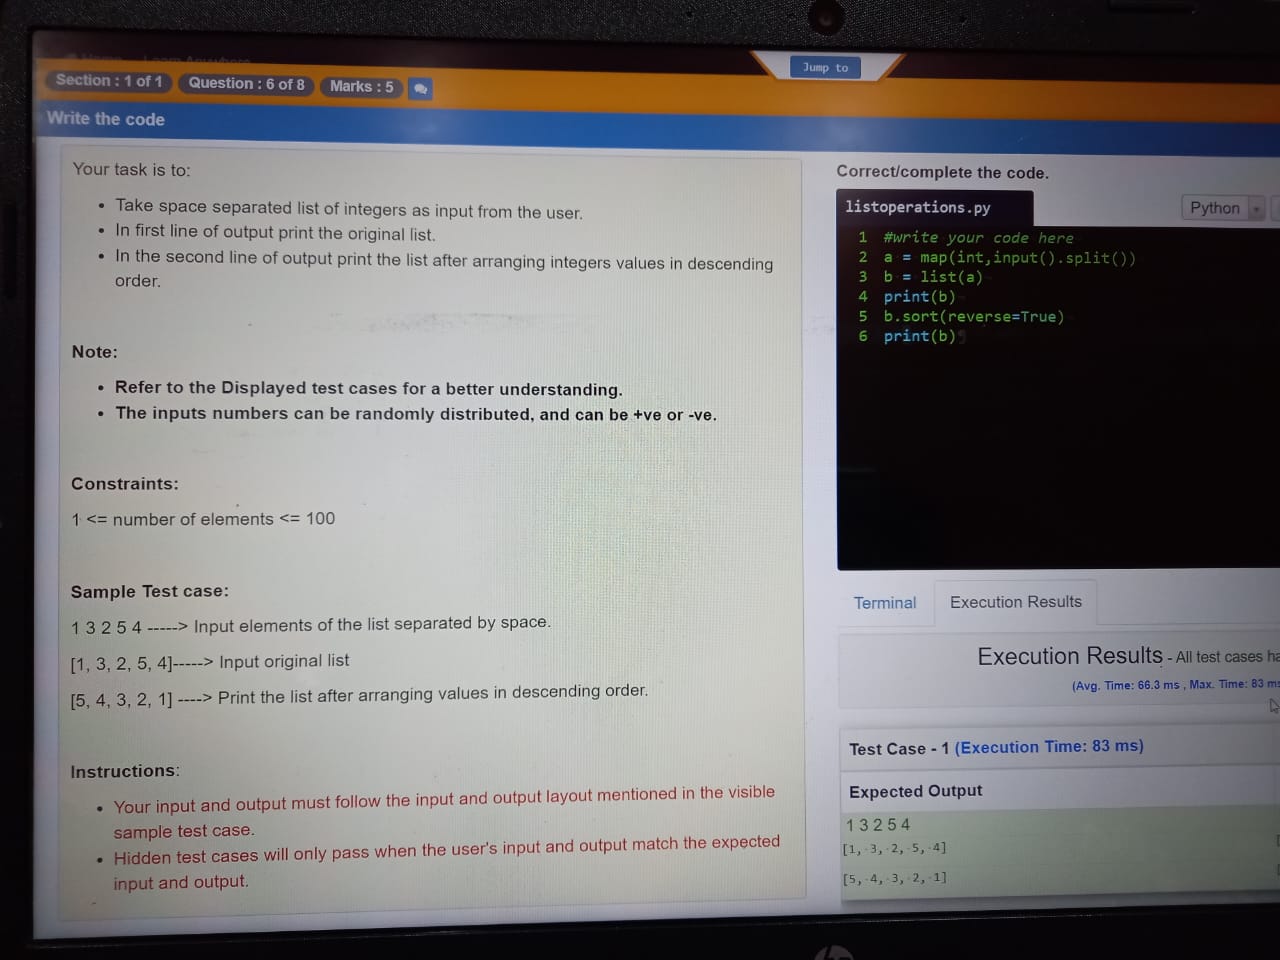 Section : 1 of 1 Question : 6 of 8 Marks : 5
Jump to
Write the code
Your task is to:
• Take space separated list of integers as input from the user.
• In first line of output print the original list.
• In the second line of output print the list after arranging integers values in descending
order.
Note:
• Refer to the Displayed test cases for a better understanding.
• The inputs numbers can be randomly distributed, and can be +ve or -ve.
Constraints:
1 <= number of elements <= 100
Sample Test case:
1 3 2 5 4 -----> Input elements of the list separated by space.
[1, 3, 2, 5, 4]-----> Input original list
[5, 4, 3, 2, 1] ----> Print the list after arranging values in descending order.
Instructions:
• Your input and output must follow the input and output layout mentioned in the visible
sample test case.
• Hidden test cases will only pass when the user's input and output match the expected
input and output.
Correct/complete the code.
listoperations.py
Python
1 #write your code here
2 a = map(int,input().split())
3 b = list(a)
4 print(b)
5 b.sort(reverse=True)
6 print(b)
Terminal Execution Results
Execution Results - All test cases ha
(Avg. Time: 66.3 ms , Max. Time: 83 ms
Test Case - 1 (Execution Time: 83 ms)
Expected Output
1 3 2 5 4
[1,·3,·2,·5,·4]
[5,·4,·3,·2,·1]
hp